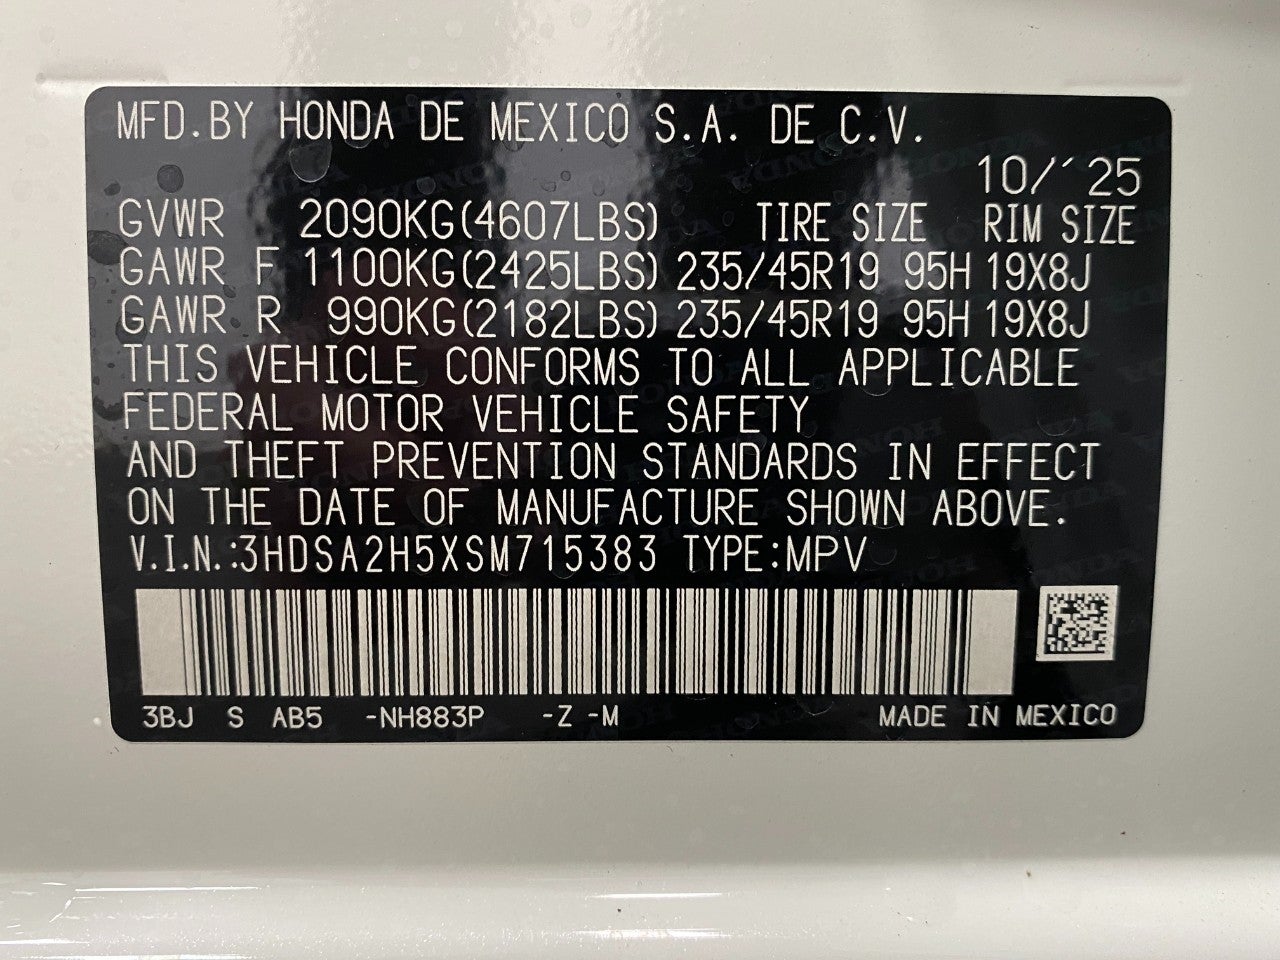 MFD.BY HONDA DE MEXICO S.A. DE C.V.
10/´25
GVWR 2090KG(4607LBS) TIRE SIZE RIM SIZE
GAWR F 1100KG(2425LBS) 235/45R19 95H 19X8J
GAWR R 990KG(2182LBS) 235/45R19 95H 19X8J
THIS VEHICLE CONFORMS TO ALL APPLICABLE
FEDERAL MOTOR VEHICLE SAFETY
AND THEFT PREVENTION STANDARDS IN EFFECT
ON THE DATE OF MANUFACTURE SHOWN ABOVE.
V.I.N.:3HDSA2H5XSM715383 TYPE:MPV
3BJ S AB5 -NH883P -Z -M MADE IN MEXICO